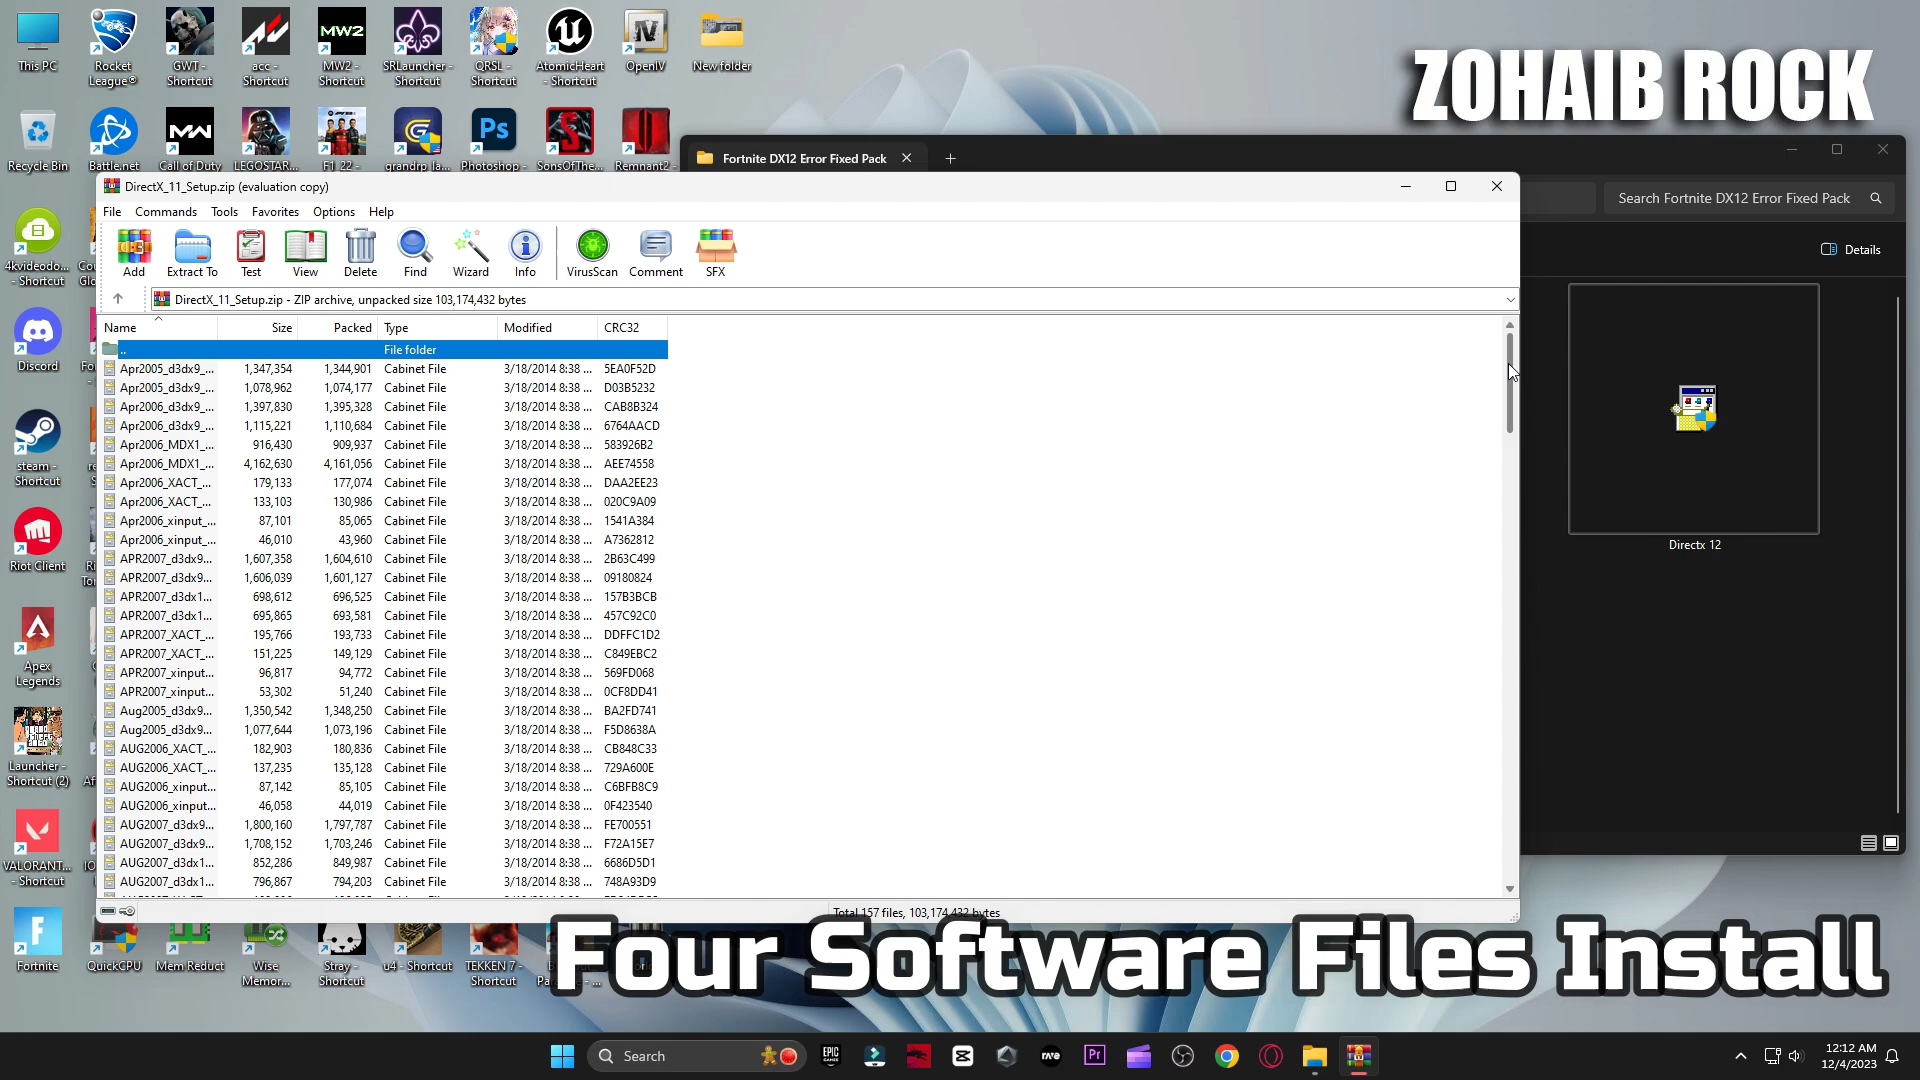 This PC
Rocket League®
GWT - Shortcut
acc - Shortcut
MW2
MW2 - Shortcut
SRLauncher - Shortcut
QRSL - Shortcut
AtomicHeart - Shortcut
OpenIV
New folder
ZOHAIB ROCK
Recycle Bin
Battle.net
Call of Duty
LEGOSTAR...
F1 22 -
Ps
Photoshop -
SonsOfThe...
Remnant2 -
Fortnite DX12 Error Fixed Pack
Search Fortnite DX12 Error Fixed Pack
Details
Directx 12
DirectX_11_Setup.zip (evaluation copy)
File Commands Tools Favorites Options Help
Add Extract To Test View Delete Find Wizard Info VirusScan Comment SFX
DirectX_11_Setup.zip - ZIP archive, unpacked size 103,174,432 bytes
Name Size Packed Type Modified CRC32
.. File folder
Apr2005_d3dx9_... 1,347,354 1,344,901 Cabinet File 3/18/2014 8:38 ... 5EA0F52D
Apr2005_d3dx9_... 1,078,962 1,074,177 Cabinet File 3/18/2014 8:38 ... D03B5232
Apr2006_d3dx9_... 1,397,830 1,395,328 Cabinet File 3/18/2014 8:38 ... CAB8B324
Apr2006_d3dx9_... 1,115,221 1,110,684 Cabinet File 3/18/2014 8:38 ... 6764AACD
Apr2006_MDX1_... 916,430 909,937 Cabinet File 3/18/2014 8:38 ... 583926B2
Apr2006_MDX1_... 4,162,630 4,161,056 Cabinet File 3/18/2014 8:38 ... AEE74558
Apr2006_XACT_... 179,133 177,074 Cabinet File 3/18/2014 8:38 ... DAA2EE23
Apr2006_XACT_... 133,103 130,986 Cabinet File 3/18/2014 8:38 ... 020C9A09
Apr2006_xinput_... 87,101 85,065 Cabinet File 3/18/2014 8:38 ... 1541A384
Apr2006_xinput_... 46,010 43,960 Cabinet File 3/18/2014 8:38 ... A7362812
APR2007_d3dx9... 1,607,358 1,604,610 Cabinet File 3/18/2014 8:38 ... 2B63C499
APR2007_d3dx9... 1,606,039 1,601,127 Cabinet File 3/18/2014 8:38 ... 09180824
APR2007_d3dx1... 698,612 696,525 Cabinet File 3/18/2014 8:38 ... 157B3BCB
APR2007_d3dx1... 695,865 693,581 Cabinet File 3/18/2014 8:38 ... 457C92C0
APR2007_XACT_... 195,766 193,733 Cabinet File 3/18/2014 8:38 ... DDFFC1D2
APR2007_XACT_... 151,225 149,129 Cabinet File 3/18/2014 8:38 ... C849EBC2
APR2007_xinput... 96,817 94,772 Cabinet File 3/18/2014 8:38 ... 569FD068
APR2007_xinput... 53,302 51,240 Cabinet File 3/18/2014 8:38 ... 0CF8DD41
Aug2005_d3dx9... 1,350,542 1,348,250 Cabinet File 3/18/2014 8:38 ... BA2FD741
Aug2005_d3dx9... 1,077,644 1,073,196 Cabinet File 3/18/2014 8:38 ... F5D8638A
AUG2006_XACT_... 182,903 180,836 Cabinet File 3/18/2014 8:38 ... CB848C33
AUG2006_XACT_... 137,235 135,128 Cabinet File 3/18/2014 8:38 ... 729A600E
AUG2006_xinput... 87,142 85,105 Cabinet File 3/18/2014 8:38 ... C6BFB8C9
AUG2006_xinput... 46,058 44,019 Cabinet File 3/18/2014 8:38 ... 0F423540
AUG2007_d3dx9... 1,800,160 1,797,787 Cabinet File 3/18/2014 8:38 ... FE700551
AUG2007_d3dx9... 1,708,152 1,703,246 Cabinet File 3/18/2014 8:38 ... F72A15E7
AUG2007_d3dx1... 852,286 849,987 Cabinet File 3/18/2014 8:38 ... 6686D5D1
AUG2007_d3dx1... 796,867 794,203 Cabinet File 3/18/2014 8:38 ... 748A93D9
Total 157 files, 103,174,432 bytes
4kvideodo... - Shortcut
Discord
steam - Shortcut
Riot Client
Apex Legends
Launcher - Shortcut (2)
VALORANT... - Shortcut
Fortnite
QuickCPU
Mem Reduct
Wise Memor...
Stray - Shortcut
u4 - Shortcut
TEKKEN 7 - Shortcut
Four Software Files Install
Search
EPIC GAMES
Pr
12:12 AM
12/4/2023